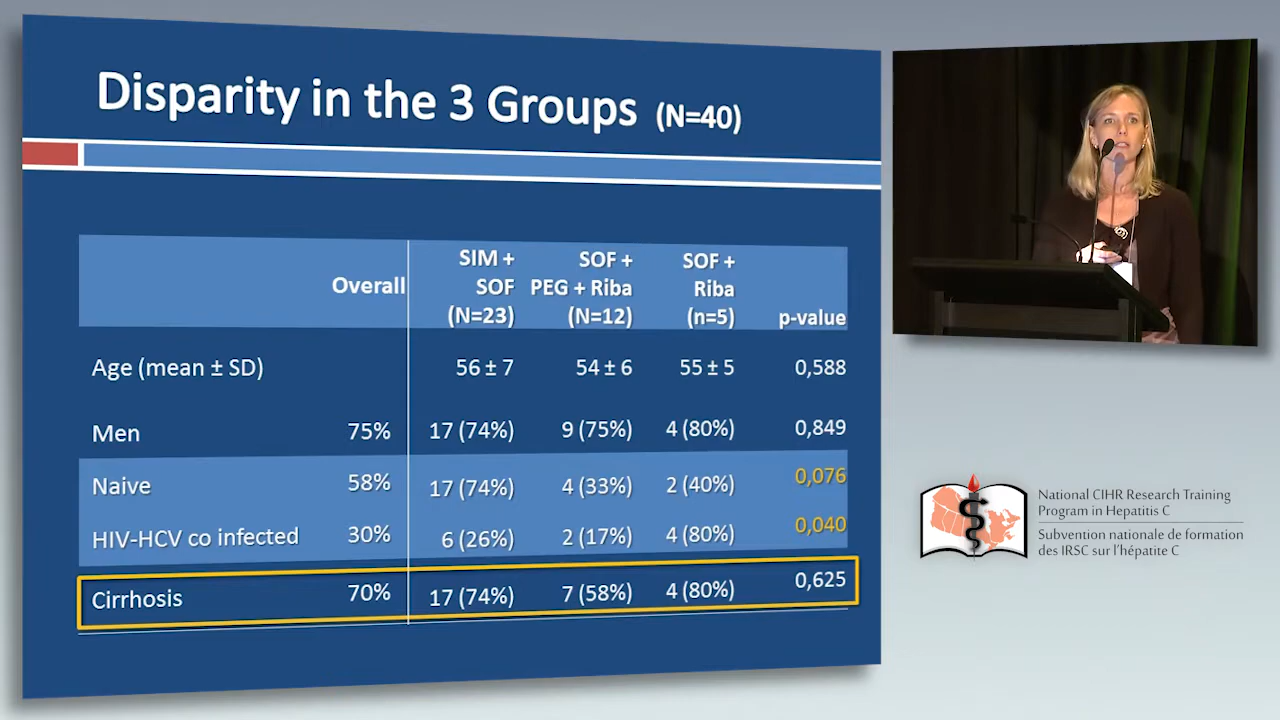 Disparity in the 3 Groups (N=40)
Overall
SIM +
SOF
(N=23)
SOF +
PEG + Riba
(N=12)
SOF +
Riba
(n=5)
p-value
Age (mean ± SD) 56 ± 7 54 ± 6 55 ± 5 0,588
Men 75% 17 (74%) 9 (75%) 4 (80%) 0,849
Naive 58% 17 (74%) 4 (33%) 2 (40%) 0,076
HIV-HCV co infected 30% 6 (26%) 2 (17%) 4 (80%) 0,040
Cirrhosis 70% 17 (74%) 7 (58%) 4 (80%) 0,625
National CIHR Research Training
Program in Hepatitis C
Subvention nationale de formation
des IRSC sur l'hépatite C